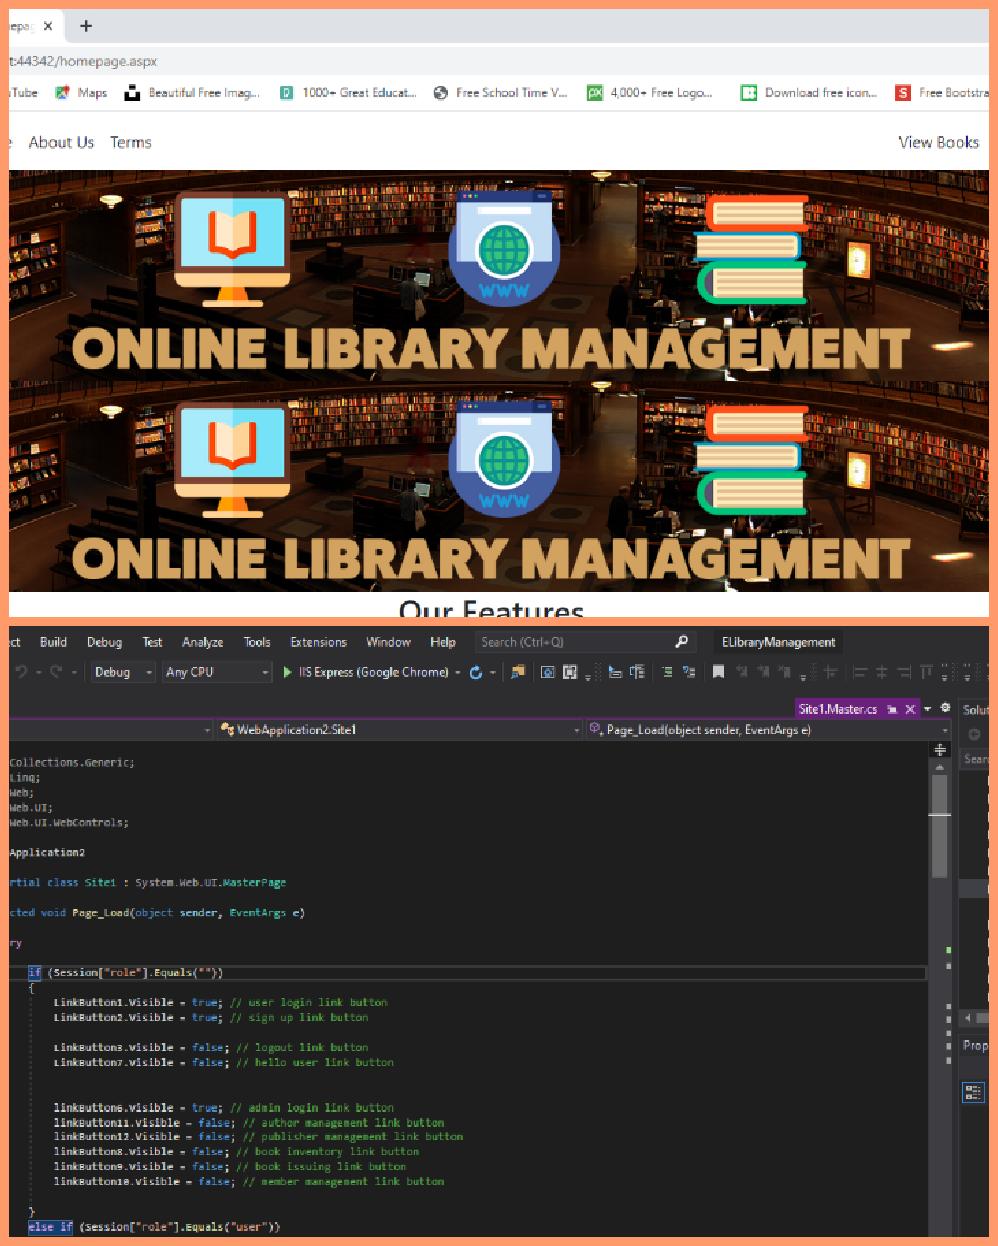 t:44342/homepage.aspx
Tube Maps Beautiful Free Imag... 1000+ Great Educat... Free School Time V... px 4,000+ Free Logo... Download free icon... S Free Bootstra
e About Us Terms View Books
WWW
ONLINE LIBRARY MANAGEMENT
WWW
ONLINE LIBRARY MANAGEMENT
Our Features
ct Build Debug Test Analyze Tools Extensions Window Help Search (Ctrl+Q) ELibraryManagement
Debug Any CPU IIS Express (Google Chrome)
Site1.Master.cs Solut
WebApplication2.Site1 Page_Load(object sender, EventArgs e)
Sear
Collections.Generic;
Linq;
Web;
Web.UI;
Web.UI.WebControls;
Application2
rtial class Site1 : System.Web.UI.MasterPage
cted void Page_Load(object sender, EventArgs e)
ry
if (Session["role"].Equals(""))
{
LinkButton1.Visible = true; // user login link button
LinkButton2.Visible = true; // sign up link button
LinkButton3.Visible = false; // logout link button
LinkButton7.Visible = false; // hello user link button
Prop
linkButton6.Visible = true; // admin login link button
linkButton11.Visible = false; // author management link button
linkButton12.Visible = false; // publisher management link button
linkButton8.Visible = false; // book inventory link button
linkButton9.Visible = false; // book issuing link button
linkButton10.Visible = false; // member management link button
}
else if (Session["role"].Equals("user"))